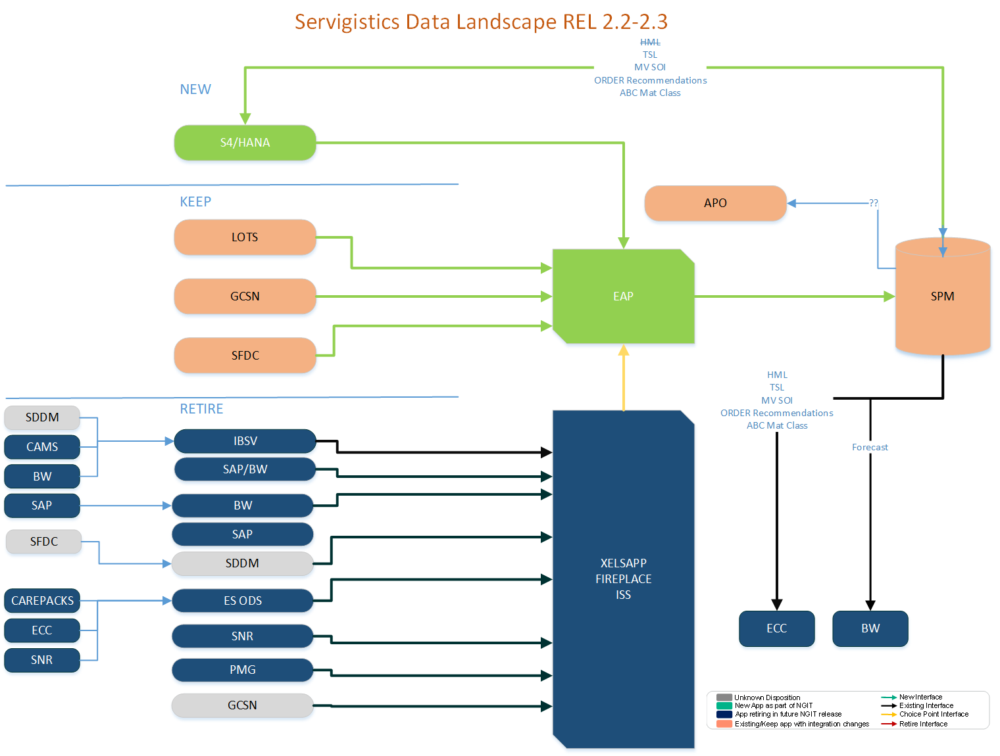 Servigistics Data Landscape REL 2.2-2.3
HML
TSL
MV SOI
ORDER Recommendations
ABC Mat Class
NEW
S4/HANA
KEEP
APO
??
LOTS
GCSN
EAP
SPM
SFDC
HML
TSL
MV SOI
ORDER Recommendations
ABC Mat Class
Forecast
RETIRE
SDDM
CAMS
BW
SAP
SFDC
CAREPACKS
ECC
SNR
IBSV
SAP/BW
BW
SAP
SDDM
ES ODS
SNR
PMG
GCSN
XELSAPP
FIREPLACE
ISS
ECC
BW
Unknown Disposition
New App as part of NGIT
App retiring in future NGIT release
Existing/Keep app with integration changes
New Interface
Existing Interface
Choice Point Interface
Retire Interface